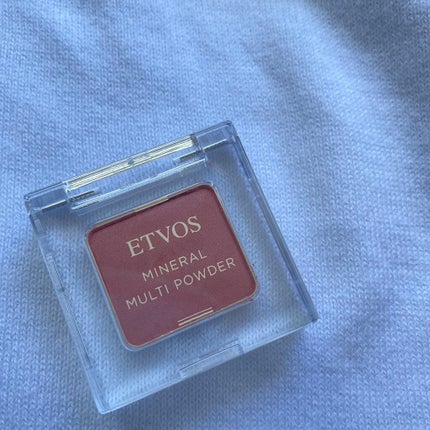 ETVOS
MINERAL
MULTI POWDER